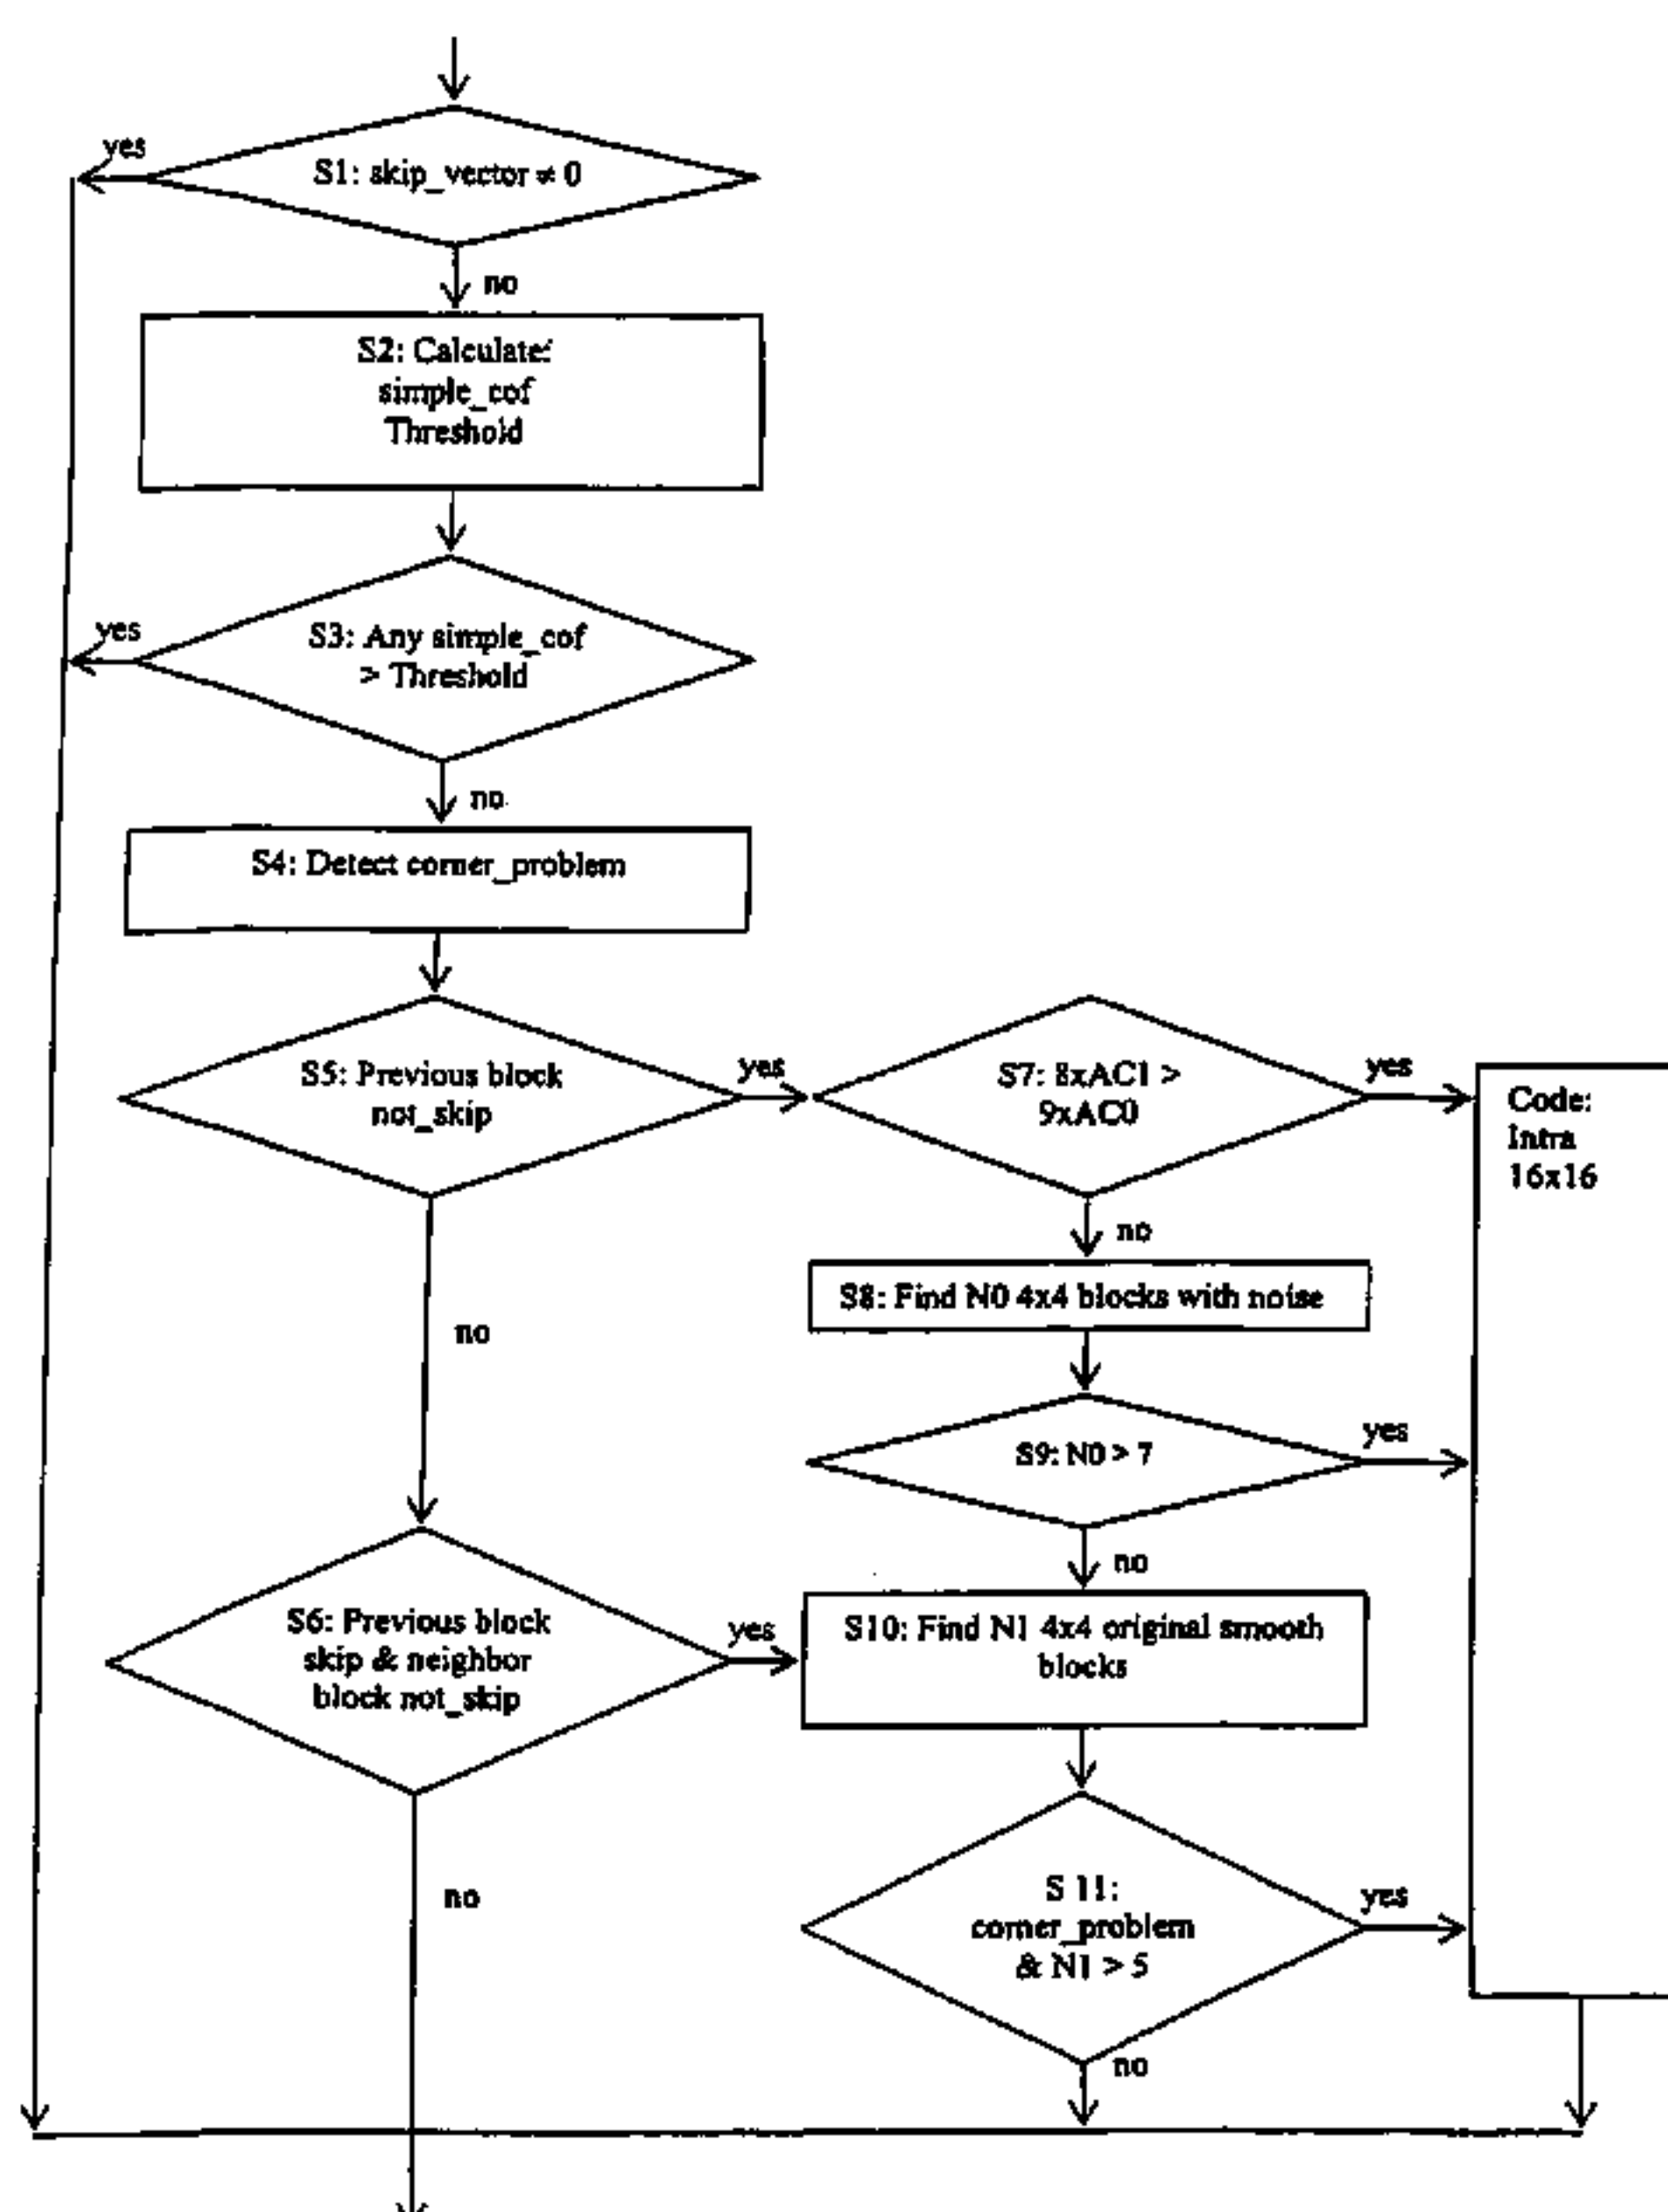 yes
S1: skip_vector ≠ 0
no
S2: Calculate:
simple_cof
Threshold
yes
S3: Any simple_cof
> Threshold
no
S4: Detect corner_problem
S5: Previous block
not_skip
yes
S7: 8xAC1 >
9xAC0
yes
Code:
Intra
16x16
no
S8: Find N0 4x4 blocks with noise
no
S9: N0 > 7
yes
no
S6: Previous block
skip & neighbor
block not_skip
yes
S10: Find N1 4x4 original smooth
blocks
no
S 11:
corner_problem
& N1 > 5
yes
no